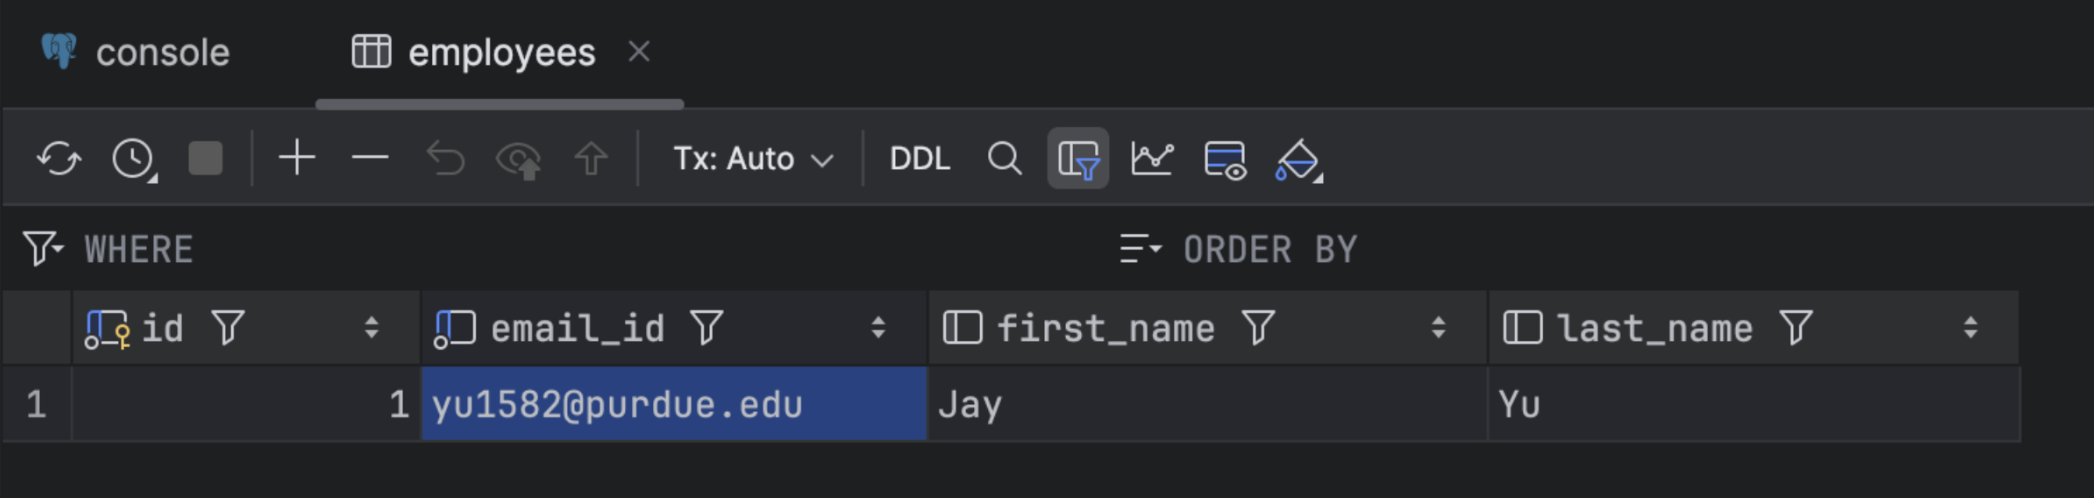 console employees
Tx: Auto DDL
WHERE ORDER BY
id email_id first_name last_name
1 1 yu1582@purdue.edu Jay Yu